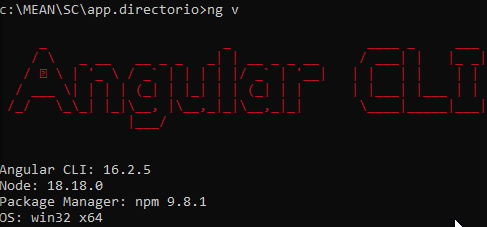 c:\MEAN\SC\app.directorio>ng v
Angular CLI
Angular CLI: 16.2.5
Node: 18.18.0
Package Manager: npm 9.8.1
OS: win32 x64